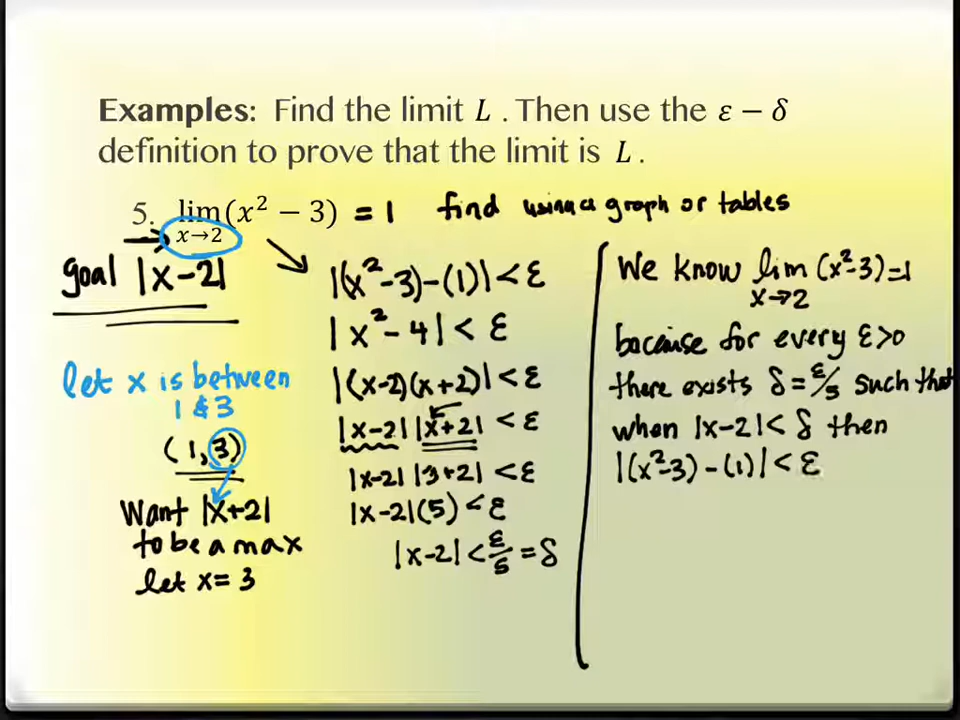 Examples: Find the limit L . Then use the ε − δ
definition to prove that the limit is L .
5. lim (x² − 3) = 1 find using a graph or tables
x→2
goal |x-2|
let x is between
1 & 3
(1,3)
Want |x+2|
to be a max
let x= 3
|(x²-3)-(1)| < ε
|x²-4| < ε
|(x-2)(x+2)| < ε
|x-2| |x+2| < ε
|x-2| |3+2| < ε
|x-2|(5) < ε
|x-2| < ε/5 = δ
We know lim (x²-3)=1
x→2
because for every ε>0
there exists δ = ε/5 such that
when |x-2| < δ then
|(x²-3)-(1)| < ε